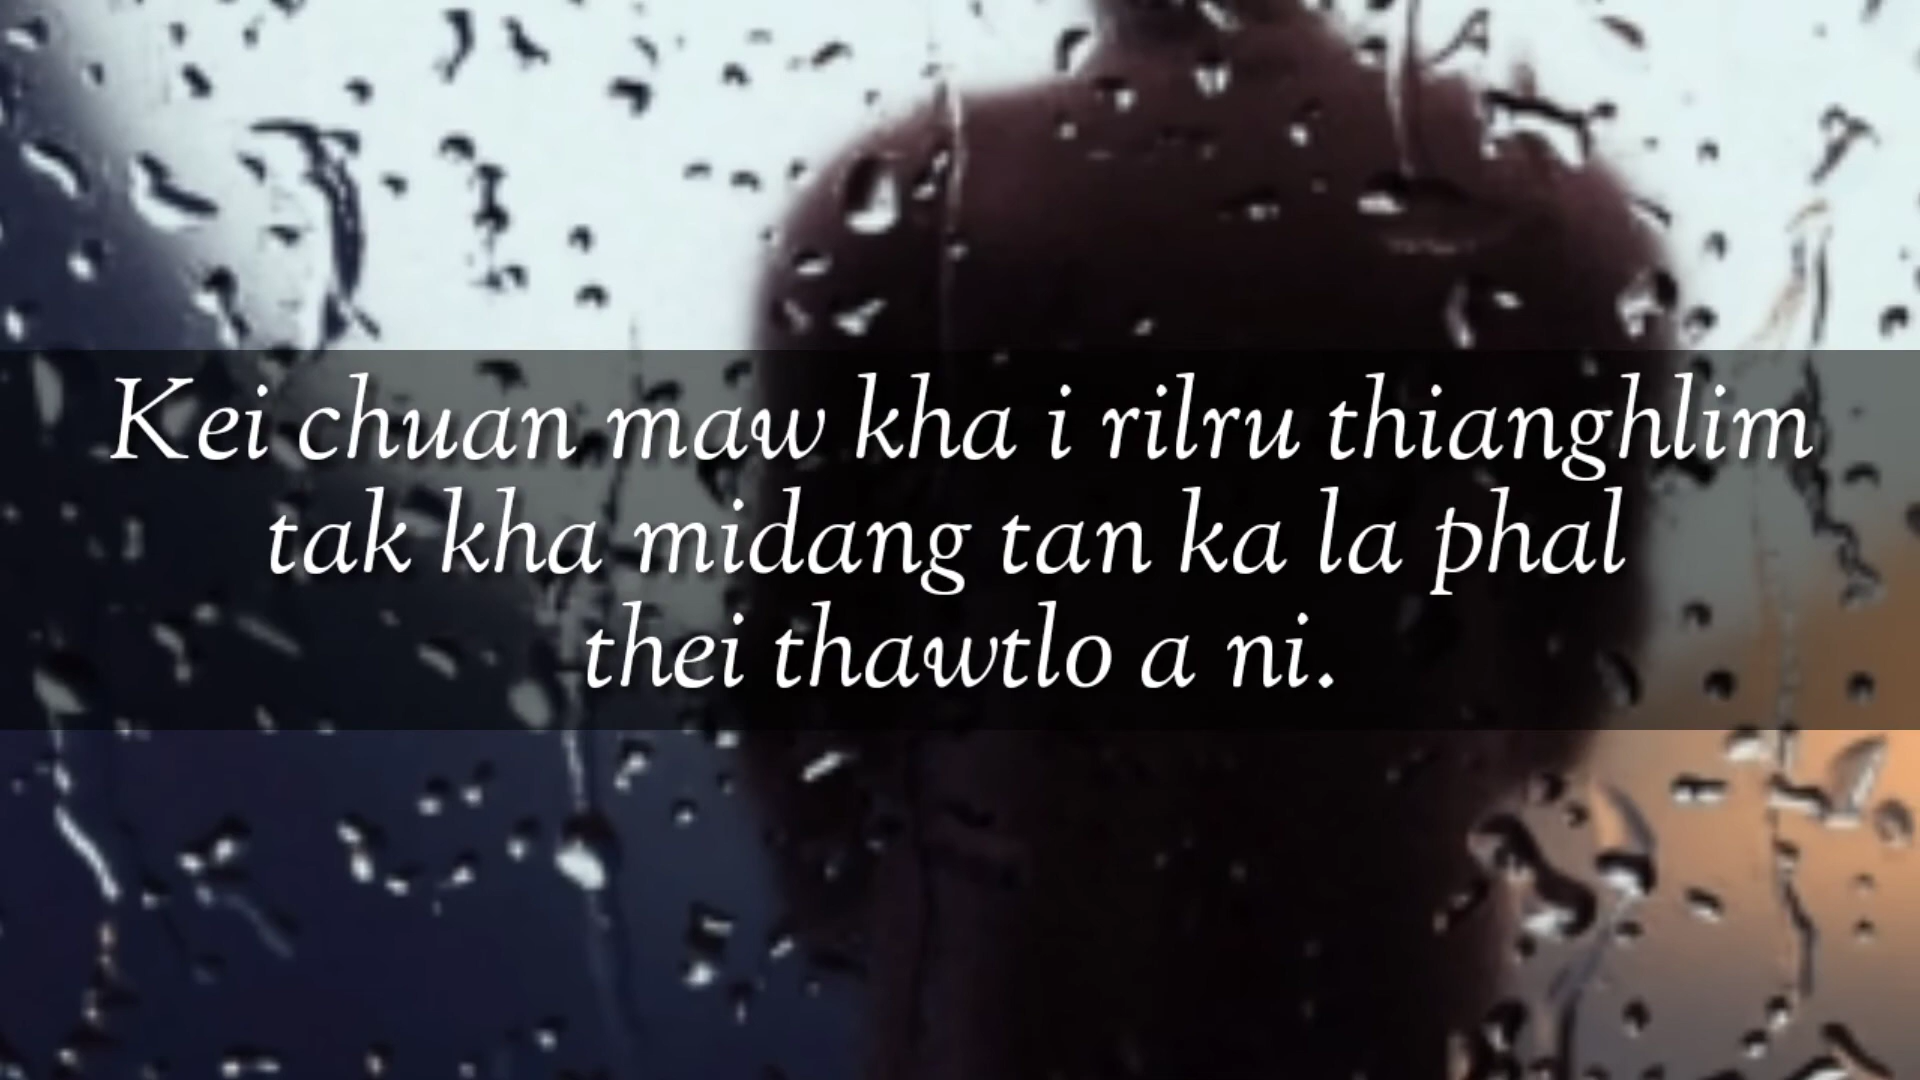 Kei chuan maw kha i rilru thianghlim
tak kha midang tan ka la phal
thei thawtlo a ni.